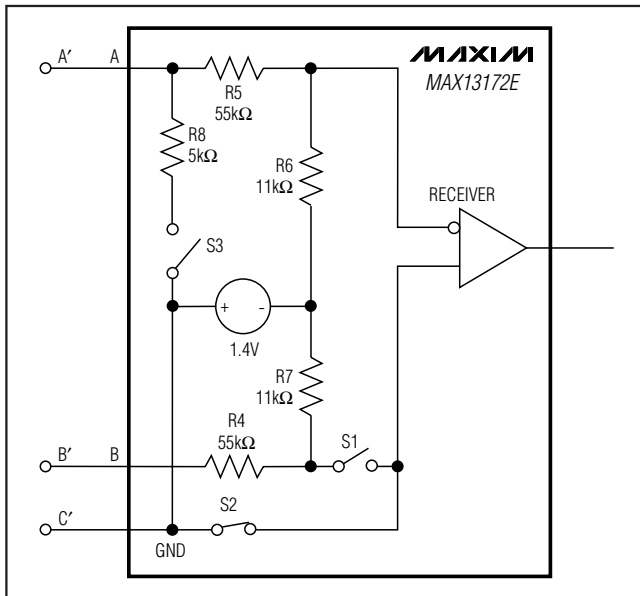 A′ A
MAXIM
MAX13172E
R5
55kΩ
R8
5kΩ
R6
11kΩ
RECEIVER
S3
+ -
1.4V
R7
11kΩ
R4
55kΩ
S1
B′ B
S2
C′
GND